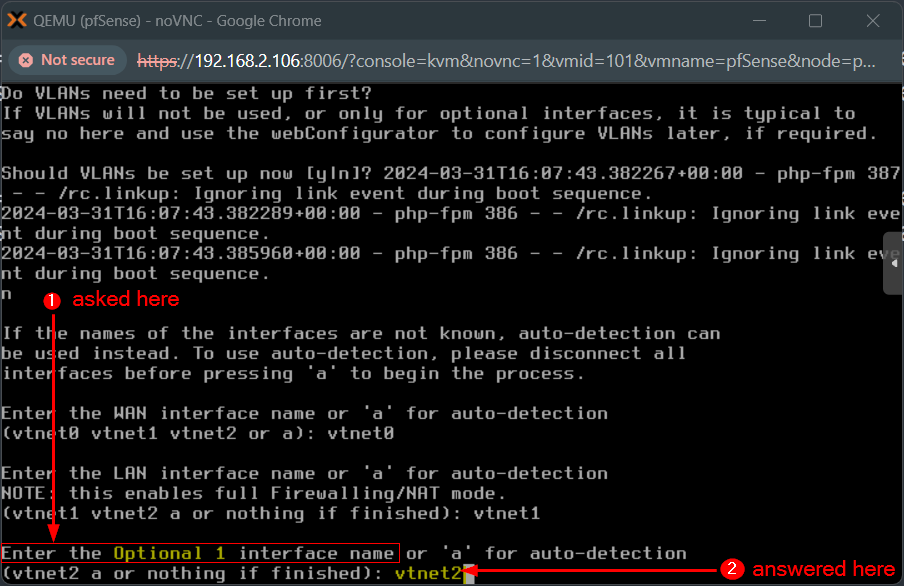 QEMU (pfSense) - noVNC - Google Chrome
Not secure https://192.168.2.106:8006/?console=kvm&novnc=1&vmid=101&vmname=pfSense&node=p...
Do VLANs need to be set up first?
If VLANs will not be used, or only for optional interfaces, it is typical to
say no here and use the webConfigurator to configure VLANs later, if required.
Should VLANs be set up now [y|n]? 2024-03-31T16:07:43.382267+00:00 - php-fpm 387
- - /rc.linkup: Ignoring link event during boot sequence.
2024-03-31T16:07:43.382289+00:00 - php-fpm 386 - - /rc.linkup: Ignoring link eve
nt during boot sequence.
2024-03-31T16:07:43.385960+00:00 - php-fpm 386 - - /rc.linkup: Ignoring link eve
nt during boot sequence.
n
1 asked here
If the names of the interfaces are not known, auto-detection can
be used instead. To use auto-detection, please disconnect all
interfaces before pressing 'a' to begin the process.
Enter the WAN interface name or 'a' for auto-detection
(vtnet0 vtnet1 vtnet2 or a): vtnet0
Enter the LAN interface name or 'a' for auto-detection
NOTE: this enables full Firewalling/NAT mode.
(vtnet1 vtnet2 a or nothing if finished): vtnet1
Enter the Optional 1 interface name or 'a' for auto-detection
(vtnet2 a or nothing if finished): vtnet2
2 answered here